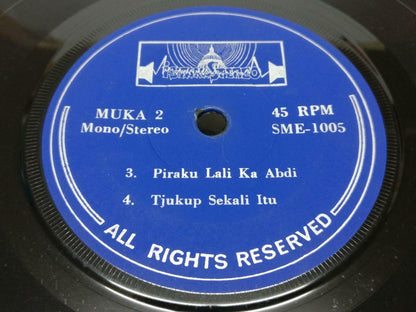 MUKA 2
Mono/Stereo
45 RPM
SME-1005
3. Piraku Lali Ka Abdi
4. Tjukup Sekali Itu
ALL RIGHTS RESERVED